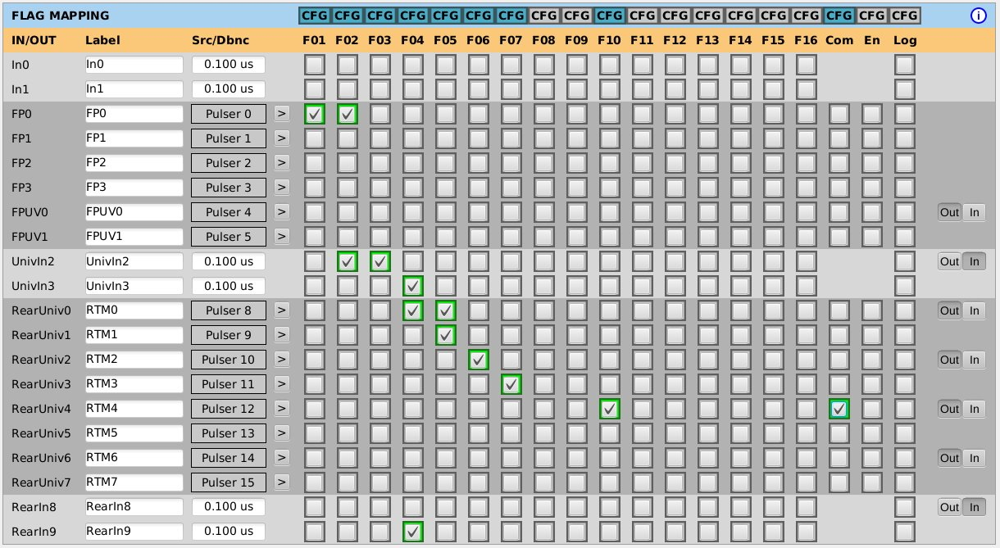 FLAG MAPPING CFG CFG CFG CFG CFG CFG CFG CFG CFG CFG CFG CFG CFG CFG CFG CFG CFG CFG CFG i
IN/OUT Label Src/Dbnc F01 F02 F03 F04 F05 F06 F07 F08 F09 F10 F11 F12 F13 F14 F15 F16 Com En Log
In0 In0 0.100 us
In1 In1 0.100 us
FP0 FP0 Pulser 0 >
FP1 FP1 Pulser 1 >
FP2 FP2 Pulser 2 >
FP3 FP3 Pulser 3 >
FPUV0 FPUV0 Pulser 4 > Out In
FPUV1 FPUV1 Pulser 5 >
UnivIn2 UnivIn2 0.100 us Out In
UnivIn3 UnivIn3 0.100 us
RearUniv0 RTM0 Pulser 8 > Out In
RearUniv1 RTM1 Pulser 9 >
RearUniv2 RTM2 Pulser 10 > Out In
RearUniv3 RTM3 Pulser 11 >
RearUniv4 RTM4 Pulser 12 > Out In
RearUniv5 RTM5 Pulser 13 >
RearUniv6 RTM6 Pulser 14 > Out In
RearUniv7 RTM7 Pulser 15 >
RearIn8 RearIn8 0.100 us Out In
RearIn9 RearIn9 0.100 us